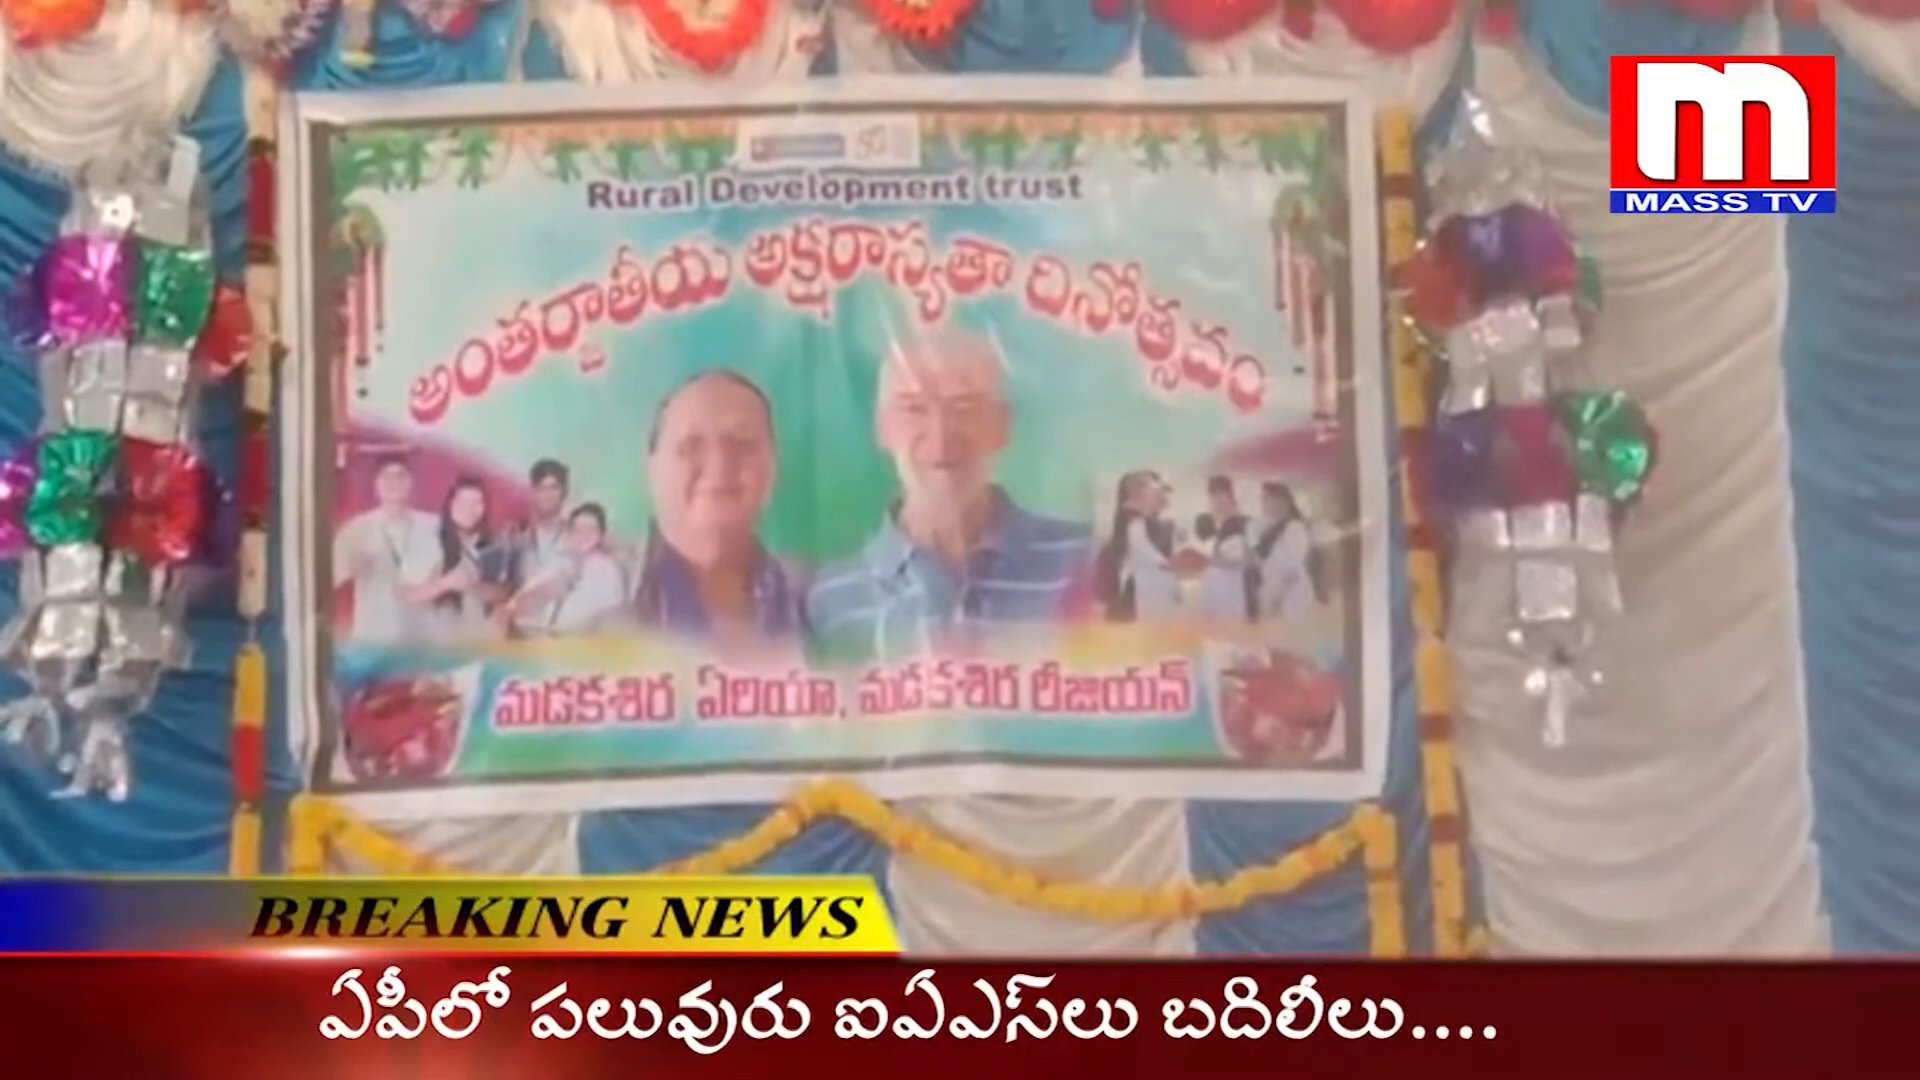 MASS TV
Rural Development trust
అంతర్జాతీయ అక్షరాస్యతా దినోత్సవం
మడకశిర ఏరియా, మడకశిర రీజియన్
BREAKING NEWS
ఏపీలో పలువురు ఐఏఎస్‌లు బదిలీలు....